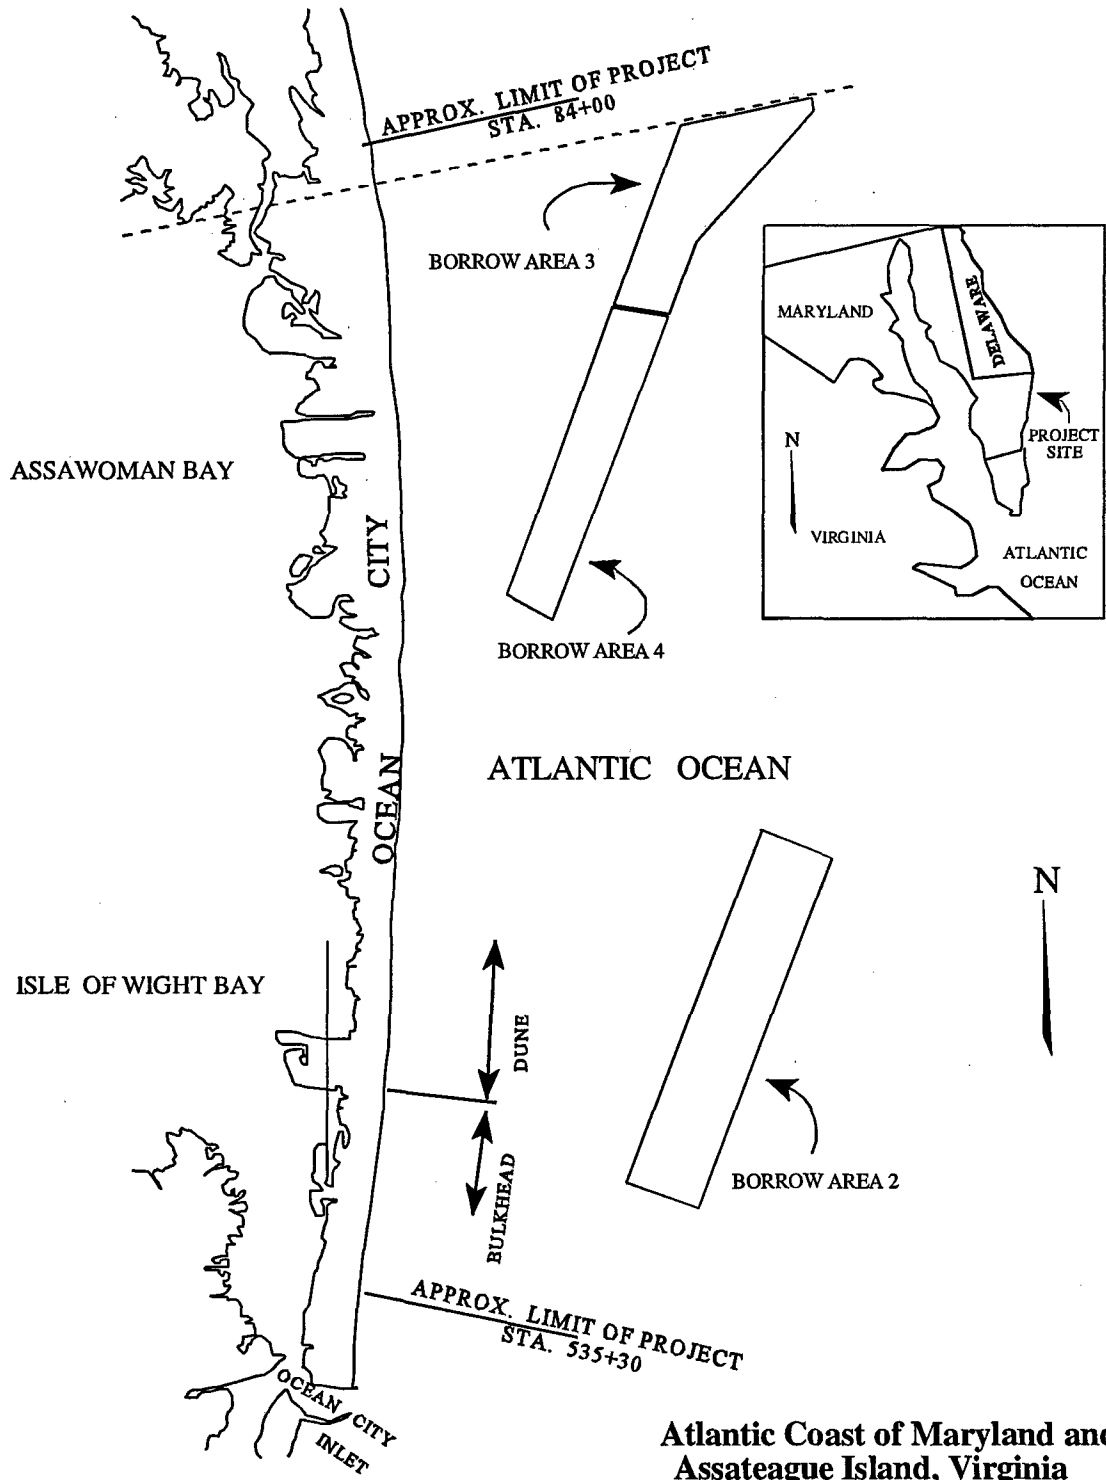 APPROX. LIMIT OF PROJECT
STA. 84+00
BORROW AREA 3
MARYLAND
DELAWARE
PROJECT
SITE
N
VIRGINIA
ATLANTIC
OCEAN
ASSAWOMAN BAY
OCEAN CITY
BORROW AREA 4
ATLANTIC OCEAN
N
ISLE OF WIGHT BAY
DUNE
BULKHEAD
BORROW AREA 2
APPROX. LIMIT OF PROJECT
STA. 535+30
OCEAN CITY
INLET
Atlantic Coast of Maryland and
Assateague Island, Virginia